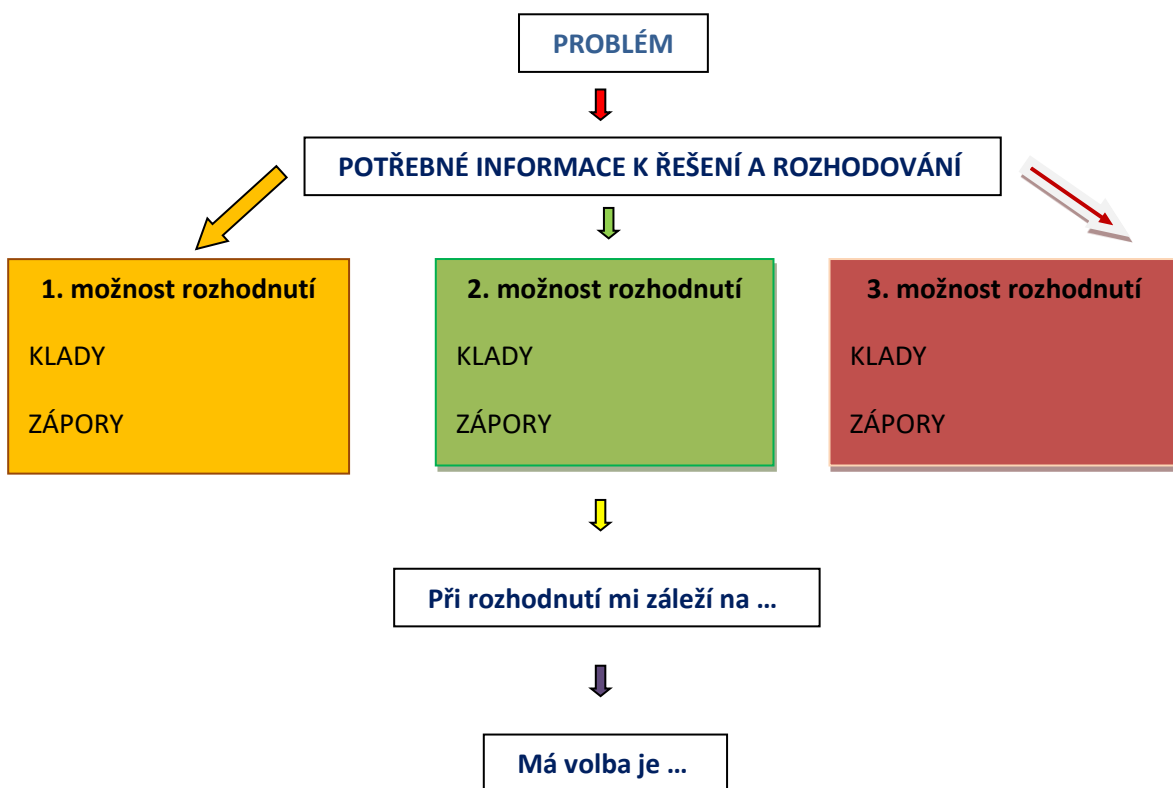 PROBLÉM
POTŘEBNÉ INFORMACE K ŘEŠENÍ A ROZHODOVÁNÍ
1. možnost rozhodnutí
KLADY
ZÁPORY
2. možnost rozhodnutí
KLADY
ZÁPORY
3. možnost rozhodnutí
KLADY
ZÁPORY
Při rozhodnutí mi záleží na …
Má volba je …